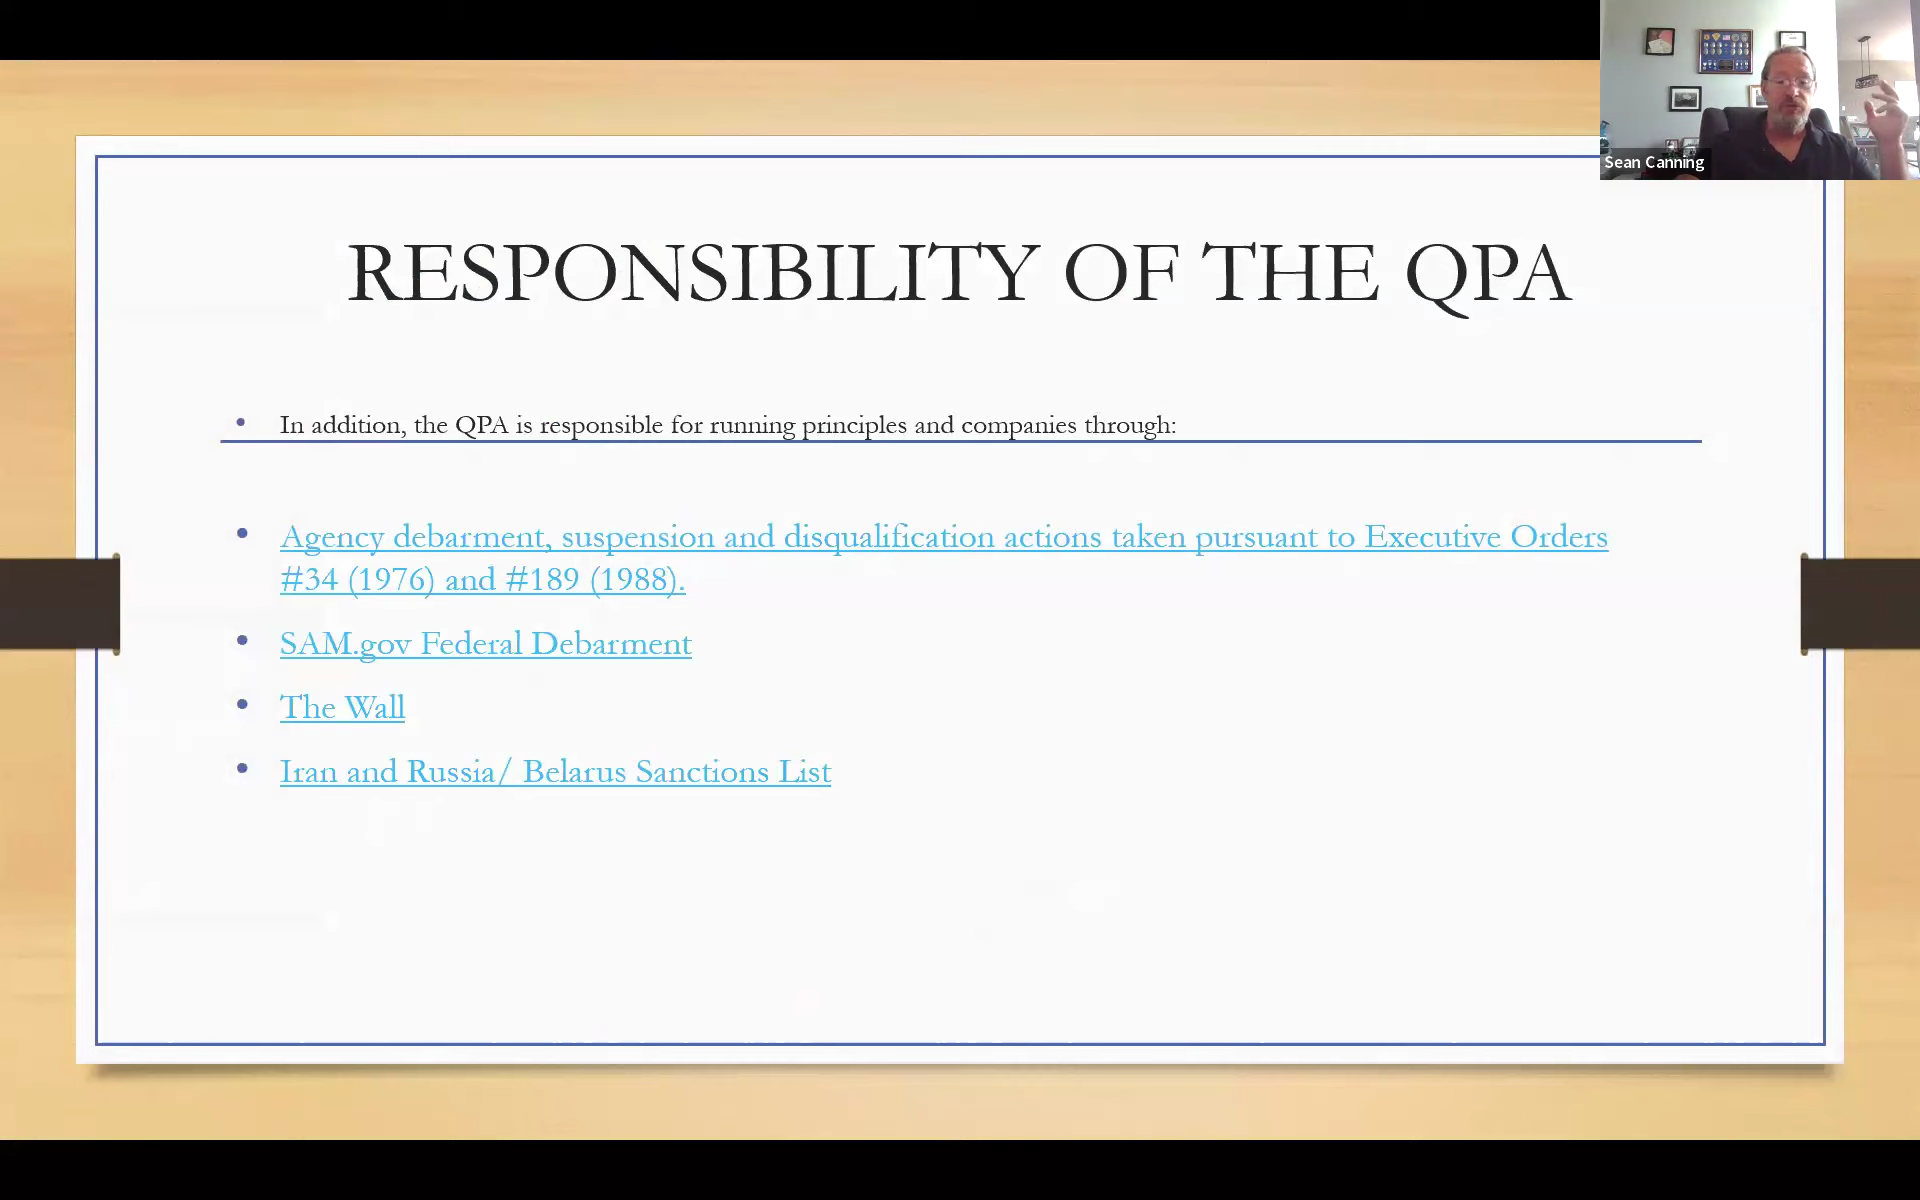 Sean Canning
RESPONSIBILITY OF THE QPA
In addition, the QPA is responsible for running principles and companies through:
Agency debarment, suspension and disqualification actions taken pursuant to Executive Orders
#34 (1976) and #189 (1988).
SAM.gov Federal Debarment
The Wall
Iran and Russia/ Belarus Sanctions List